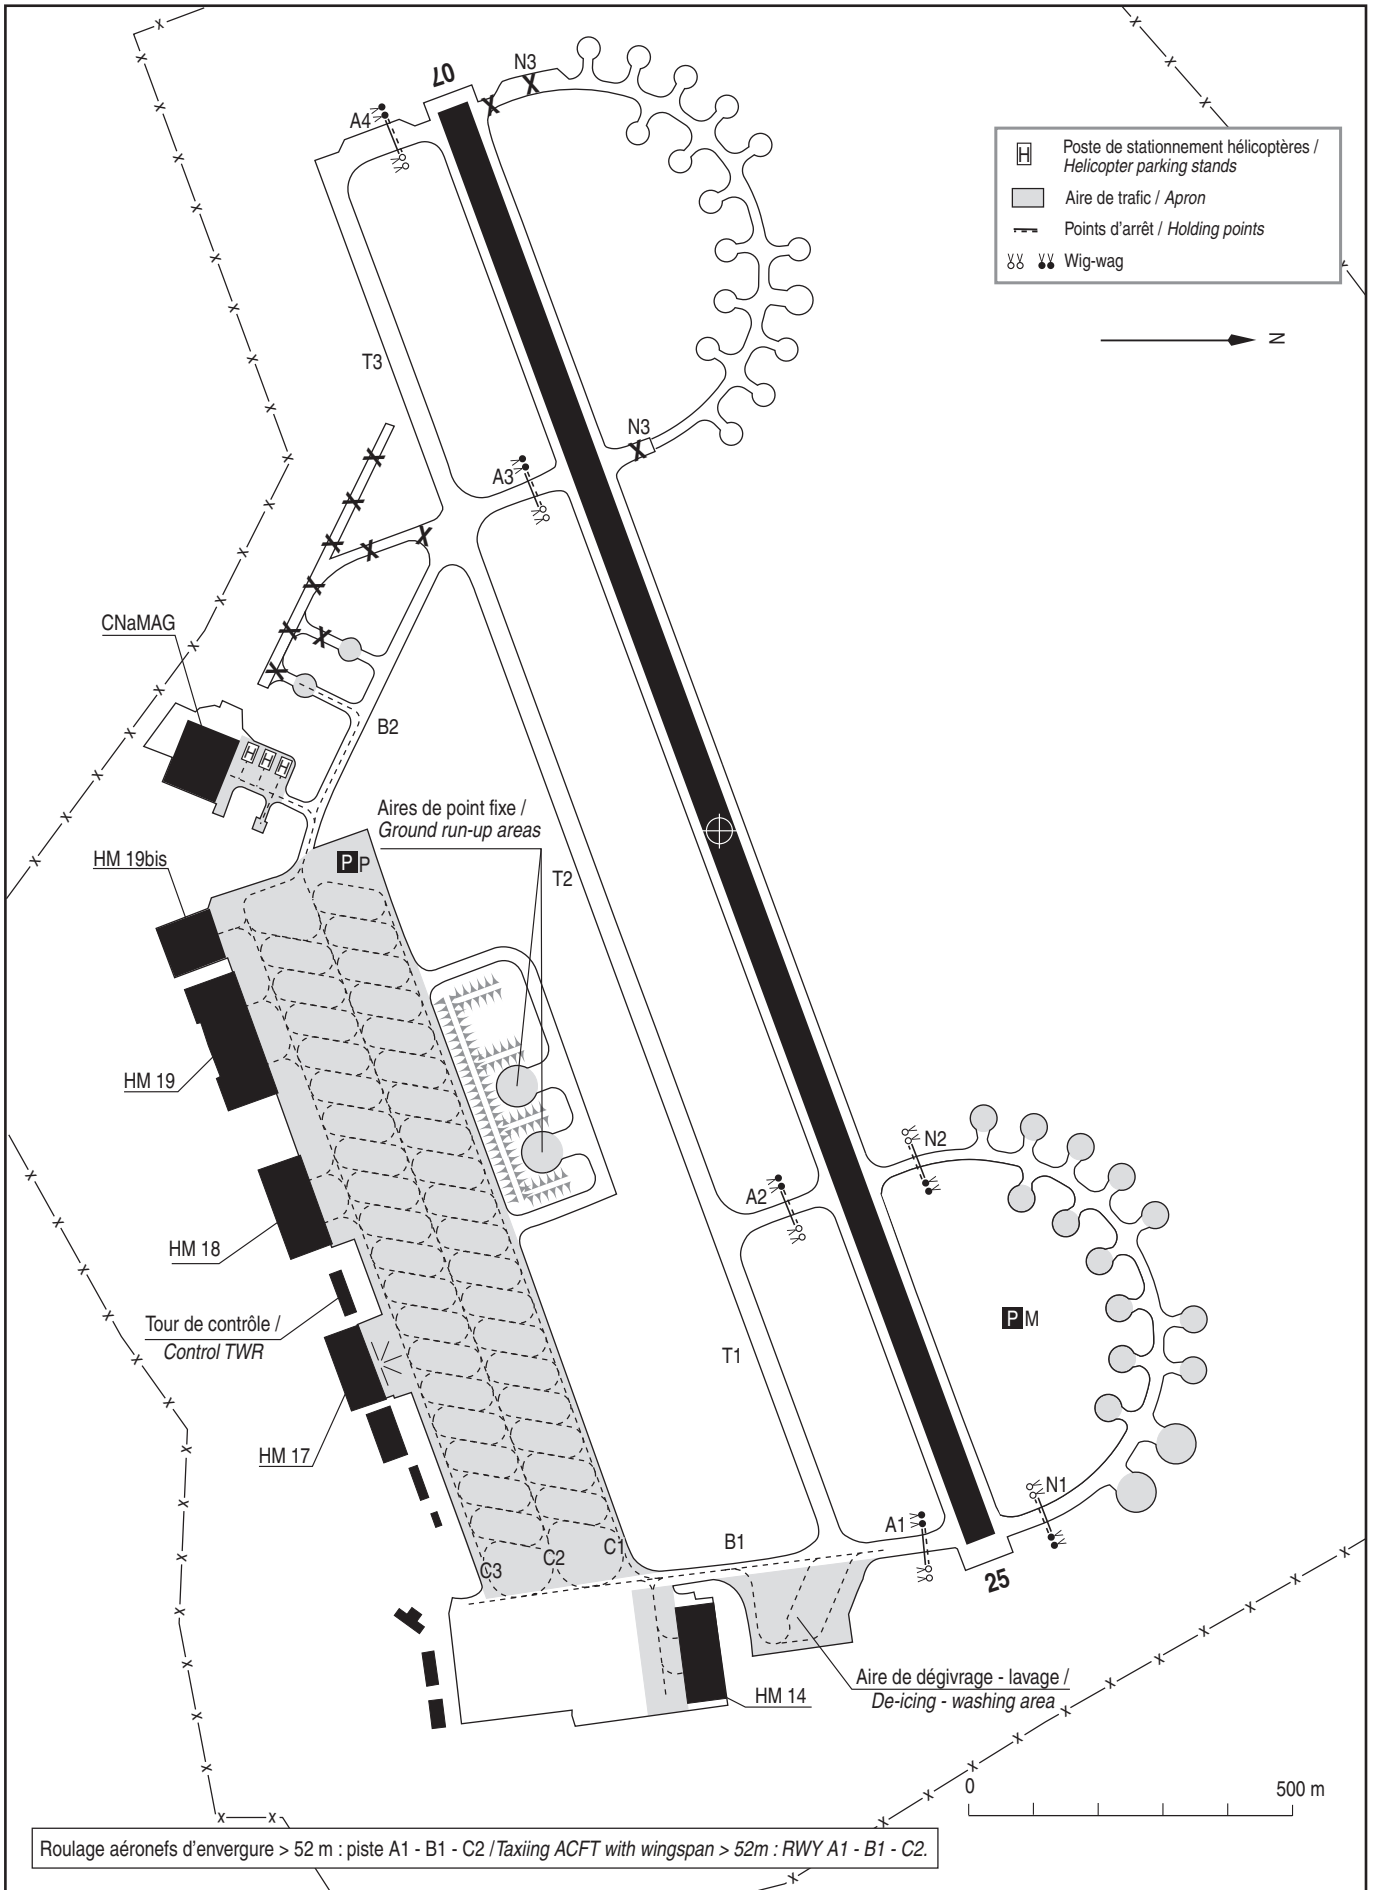 07
N3
A4
H
Poste de stationnement hélicoptères /
Helicopter parking stands
Aire de trafic / Apron
Points d'arrêt / Holding points
Wig-wag
N
T3
N3
A3
CNaMAG
B2
H H H
Aires de point fixe /
Ground run-up areas
HM 19bis
P P
T2
HM 19
N2
A2
HM 18
Tour de contrôle /
Control TWR
P M
T1
HM 17
N1
A1
B1
C1
C2
C3
25
HM 14
Aire de dégivrage - lavage /
De-icing - washing area
0 500 m
Roulage aéronefs d'envergure > 52 m : piste A1 - B1 - C2 / Taxiing ACFT with wingspan > 52m : RWY A1 - B1 - C2.